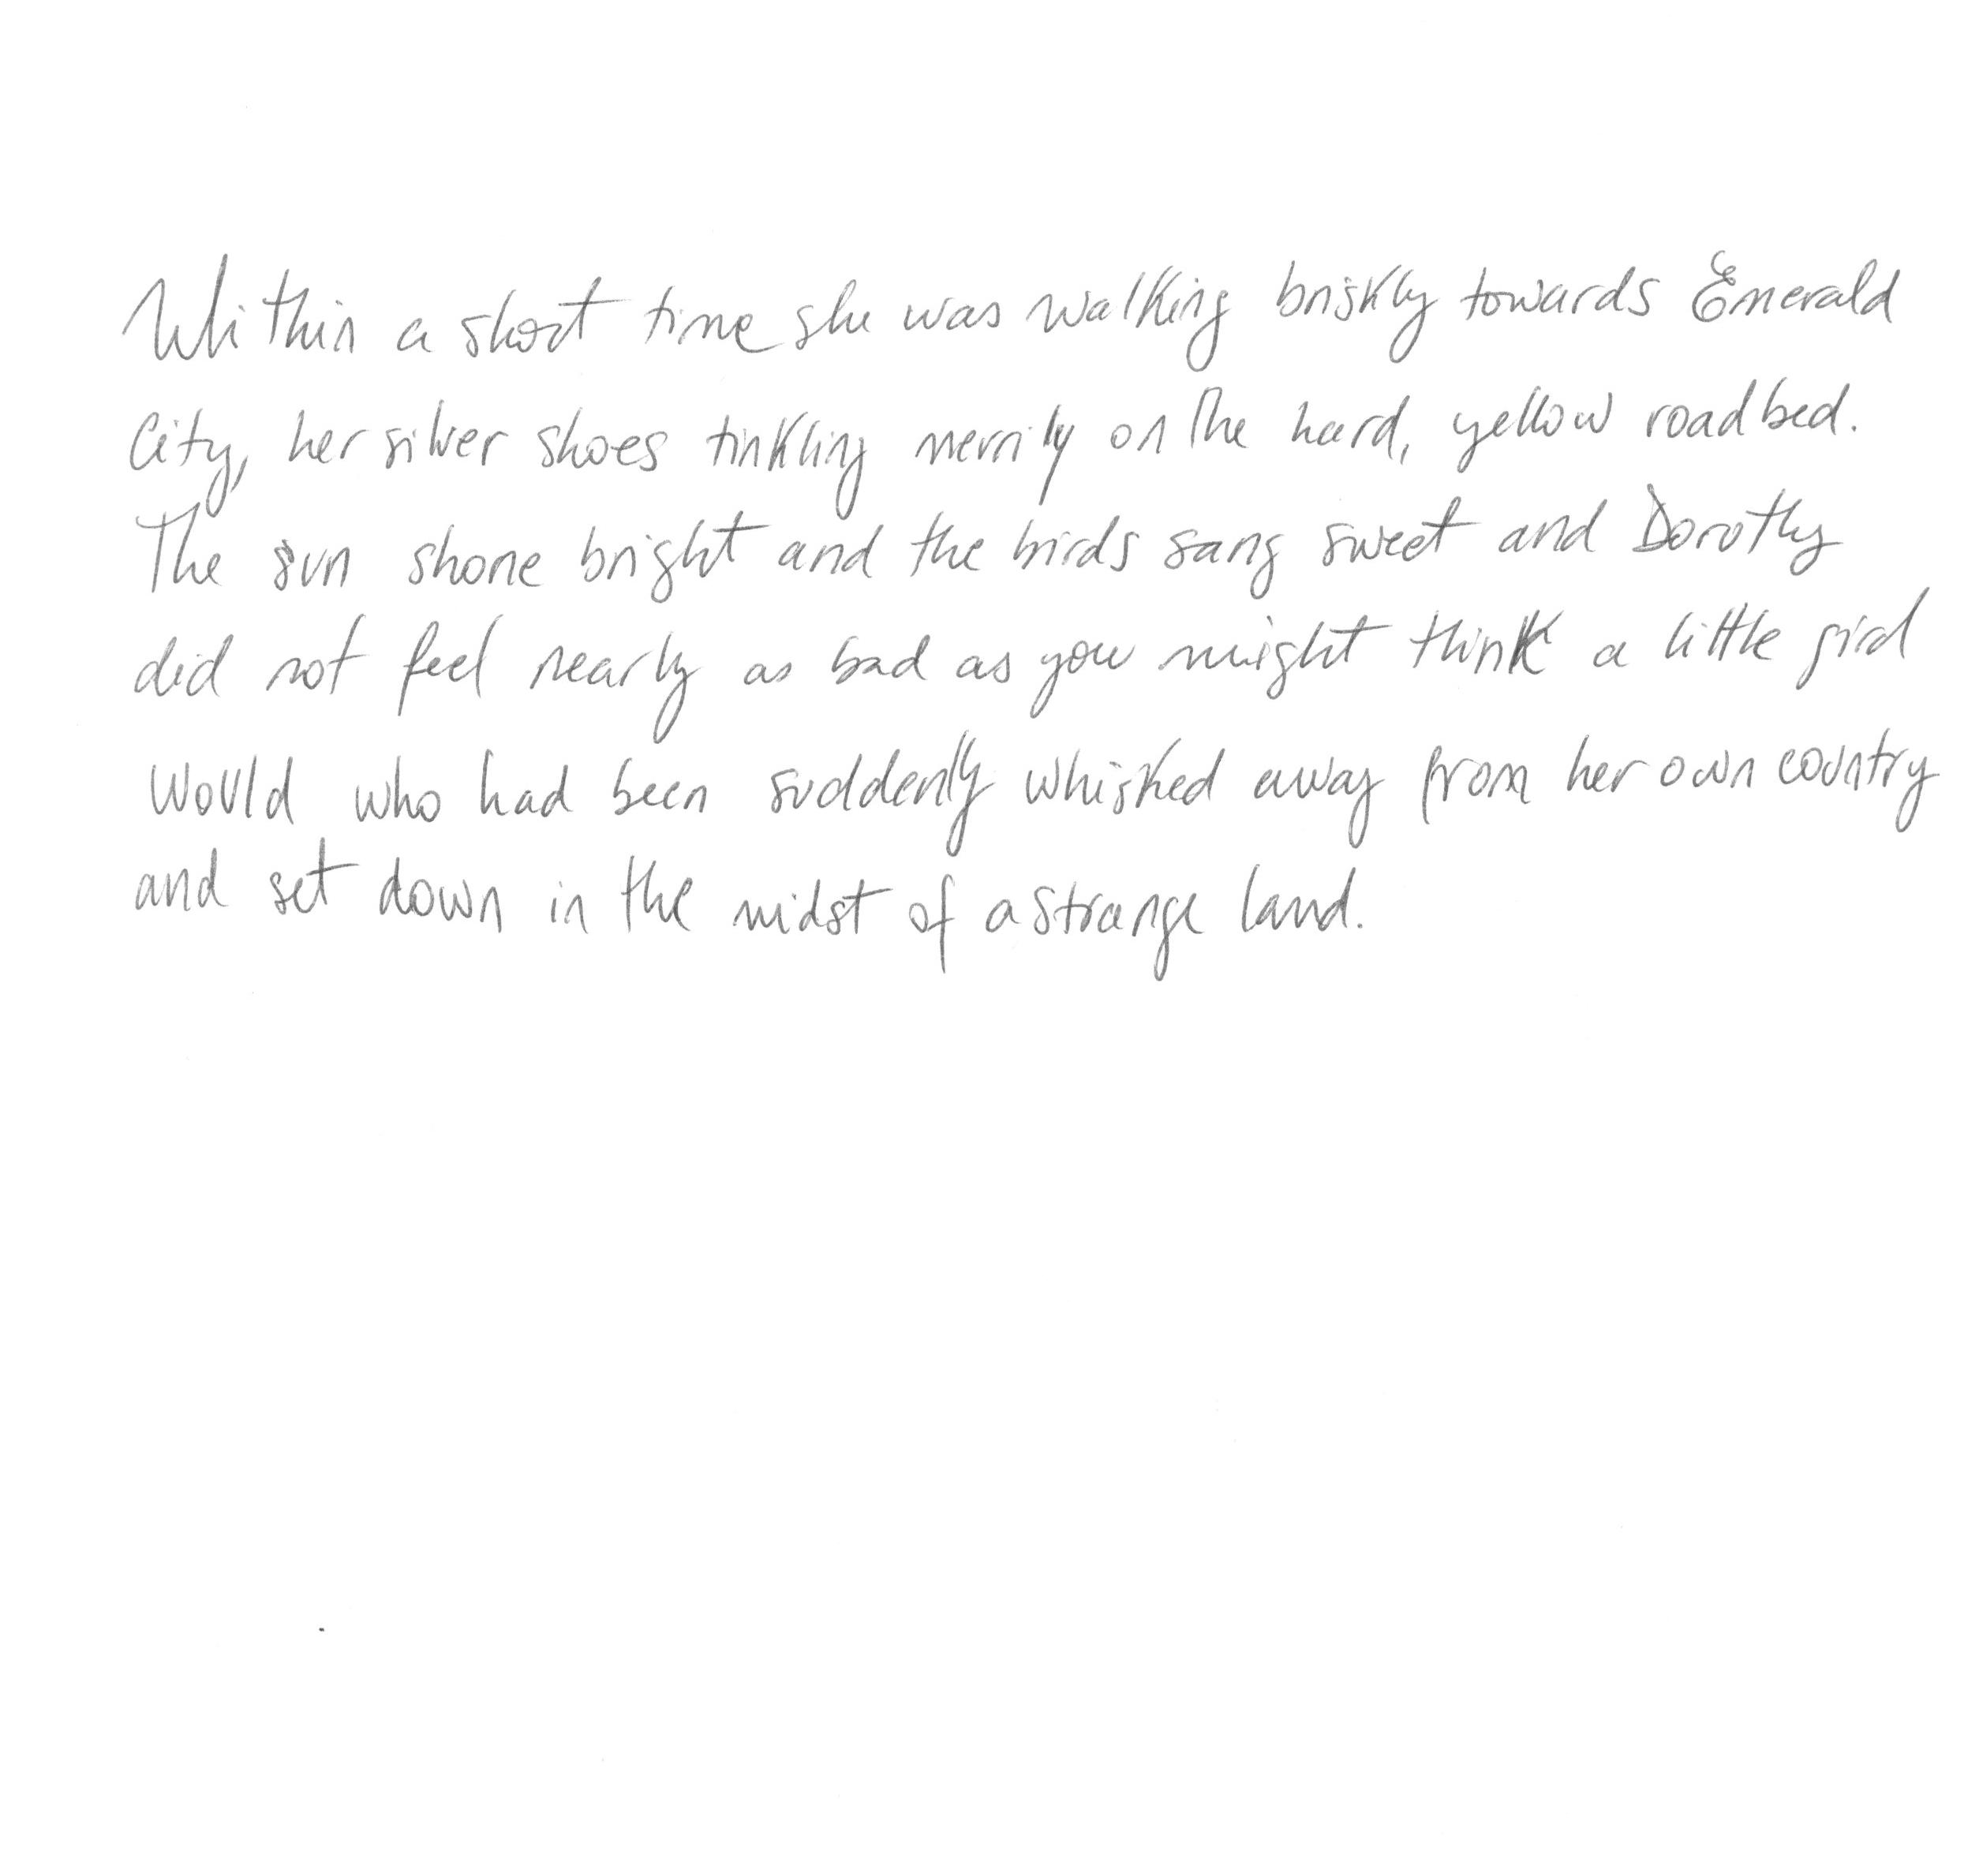 Within a short time she was walking briskly towards Emerald
City, her silver shoes tinkling merrily on the hard, yellow roadbed.
The sun shone bright and the birds sang sweet and Dorothy
did not feel nearly as bad as you might think a little girl
would who had been suddenly whisked away from her own country
and set down in the midst of a strange land.